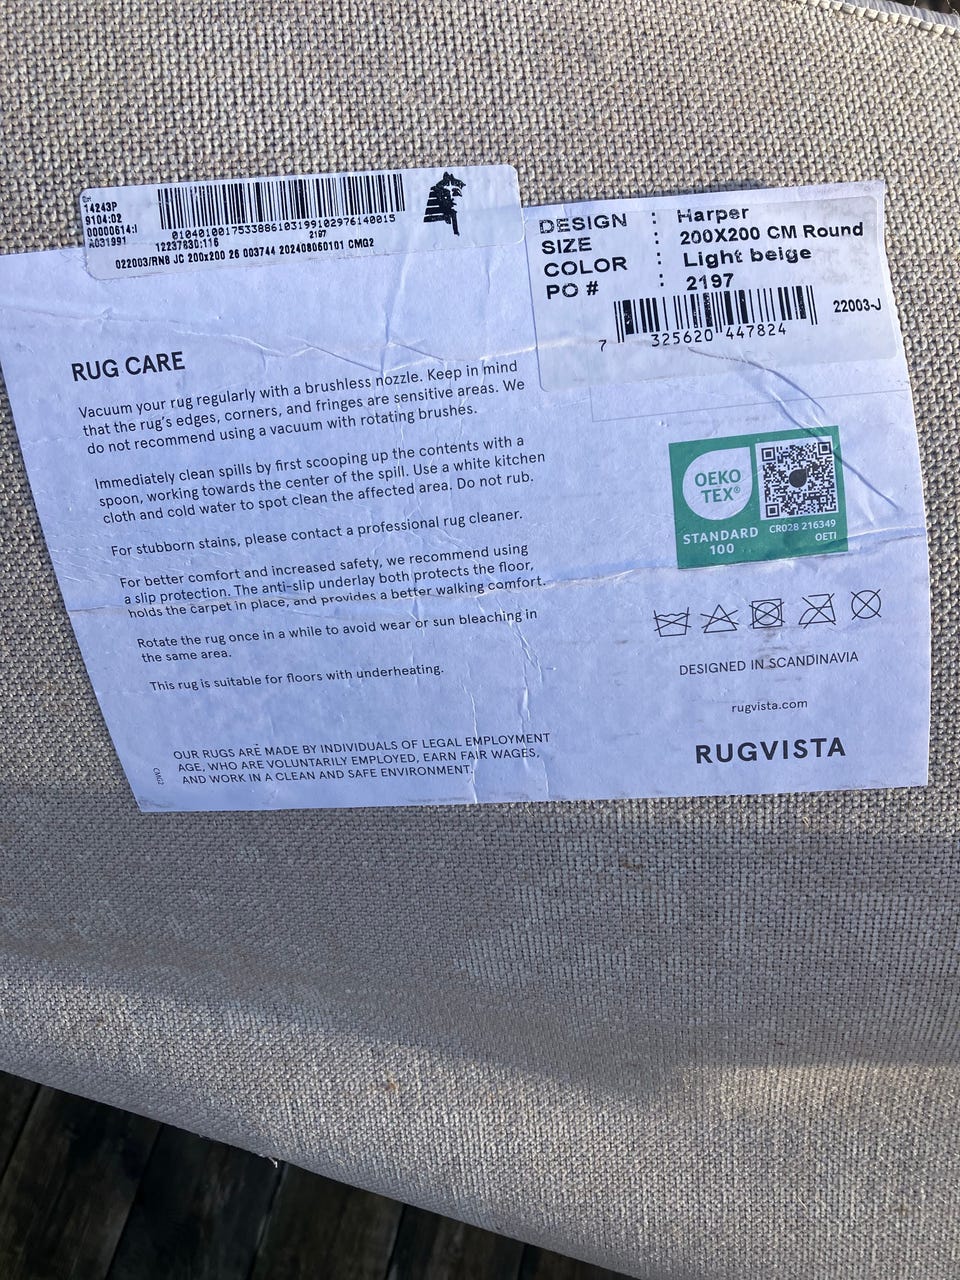 14243P
9104:02
00000614:I
A031991
0104010017533886103199102976140015
12237830:116
2197
022003/RN8 JC 200x200 26 003744 202408060101 CMG2
DESIGN : Harper
SIZE : 200X200 CM Round
COLOR : Light beige
PO # : 2197
22003-J
7 325620 447824
RUG CARE
Vacuum your rug regularly with a brushless nozzle. Keep in mind
that the rug's edges, corners, and fringes are sensitive areas. We
do not recommend using a vacuum with rotating brushes.
Immediately clean spills by first scooping up the contents with a
spoon, working towards the center of the spill. Use a white kitchen
cloth and cold water to spot clean the affected area. Do not rub.
For stubborn stains, please contact a professional rug cleaner.
For better comfort and increased safety, we recommend using
a slip protection. The anti-slip underlay both protects the floor,
holds the carpet in place, and provides a better walking comfort.
Rotate the rug once in a while to avoid wear or sun bleaching in
the same area.
This rug is suitable for floors with underheating.
OUR RUGS ARE MADE BY INDIVIDUALS OF LEGAL EMPLOYMENT
AGE, WHO ARE VOLUNTARILY EMPLOYED, EARN FAIR WAGES,
AND WORK IN A CLEAN AND SAFE ENVIRONMENT.
CMG2
OEKO
TEX®
STANDARD
100
CR028 216349
OETI
DESIGNED IN SCANDINAVIA
rugvista.com
RUGVISTA